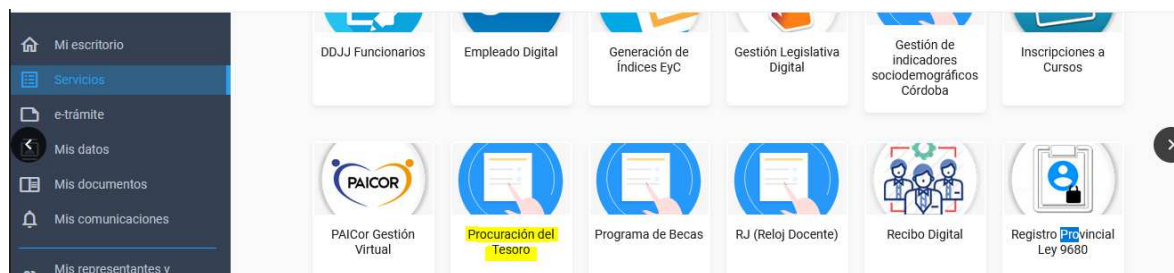 Mi escritorio
Servicios
e-trámite
Mis datos
Mis documentos
Mis comunicaciones
Mis representantes y
DDJJ Funcionarios
Empleado Digital
Generación de
Índices EyC
Gestión Legislativa
Digital
Gestión de
indicadores
sociodemográficos
Córdoba
Inscripciones a
Cursos
PAICOR
PAICor Gestión
Virtual
Procuración del
Tesoro
Programa de Becas
RJ (Reloj Docente)
Recibo Digital
Registro Provincial
Ley 9680